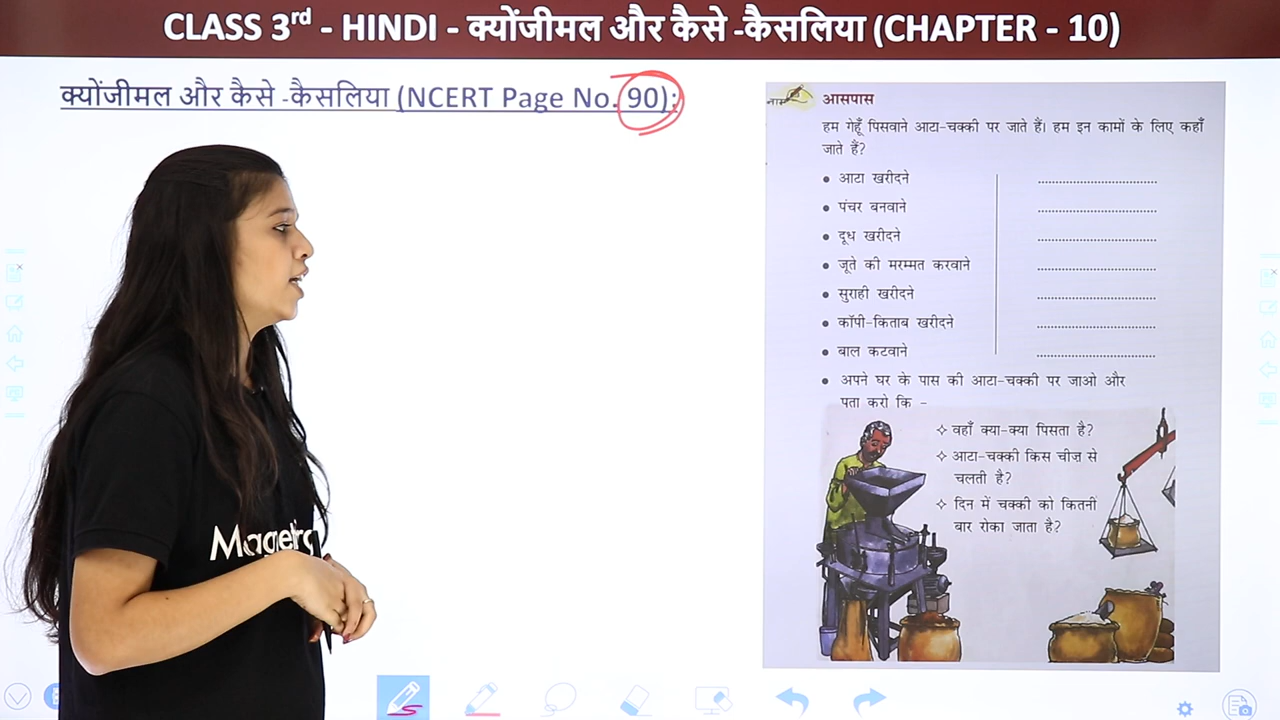 CLASS 3rd - HINDI - क्योंजीमल और कैसे -कैसलिया (CHAPTER - 10)
क्योंजीमल और कैसे -कैसलिया (NCERT Page No. 90):
आसपास
हम गेहूँ पिसवाने आटा-चक्की पर जाते हैं। हम इन कामों के लिए कहाँ
जाते हैं?
• आटा खरीदने ..............................
• पंचर बनवाने ..............................
• दूध खरीदने ..............................
• जूते की मरम्मत करवाने ..............................
• सुराही खरीदने ..............................
• कॉपी-किताब खरीदने ..............................
• बाल कटवाने ..............................
• अपने घर के पास की आटा-चक्की पर जाओ और
पता करो कि -
✧ वहाँ क्या-क्या पिसता है?
✧ आटा-चक्की किस चीज़ से
चलती है?
✧ दिन में चक्की को कितनी
बार रोका जाता है?